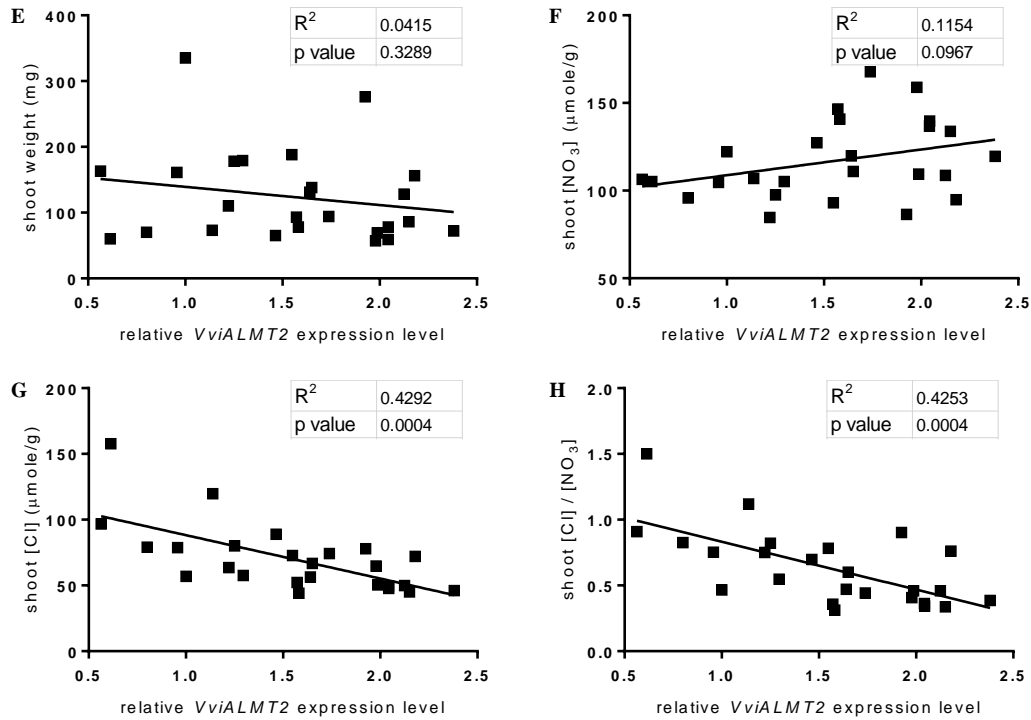 E
R2 0.0415
p value 0.3289
shoot weight (mg)
400
300
200
100
0
0.5 1.0 1.5 2.0 2.5
relative VviALMT2 expression level
F
R2 0.1154
p value 0.0967
shoot [NO3] (μmole/g)
200
150
100
50
0.5 1.0 1.5 2.0 2.5
relative VviALMT2 expression level
G
R2 0.4292
p value 0.0004
shoot [Cl] (μmole/g)
200
150
100
50
0
0.5 1.0 1.5 2.0 2.5
relative VviALMT2 expression level
H
R2 0.4253
p value 0.0004
shoot [Cl] / [NO3]
2.0
1.5
1.0
0.5
0.0
0.5 1.0 1.5 2.0 2.5
relative VviALMT2 expression level